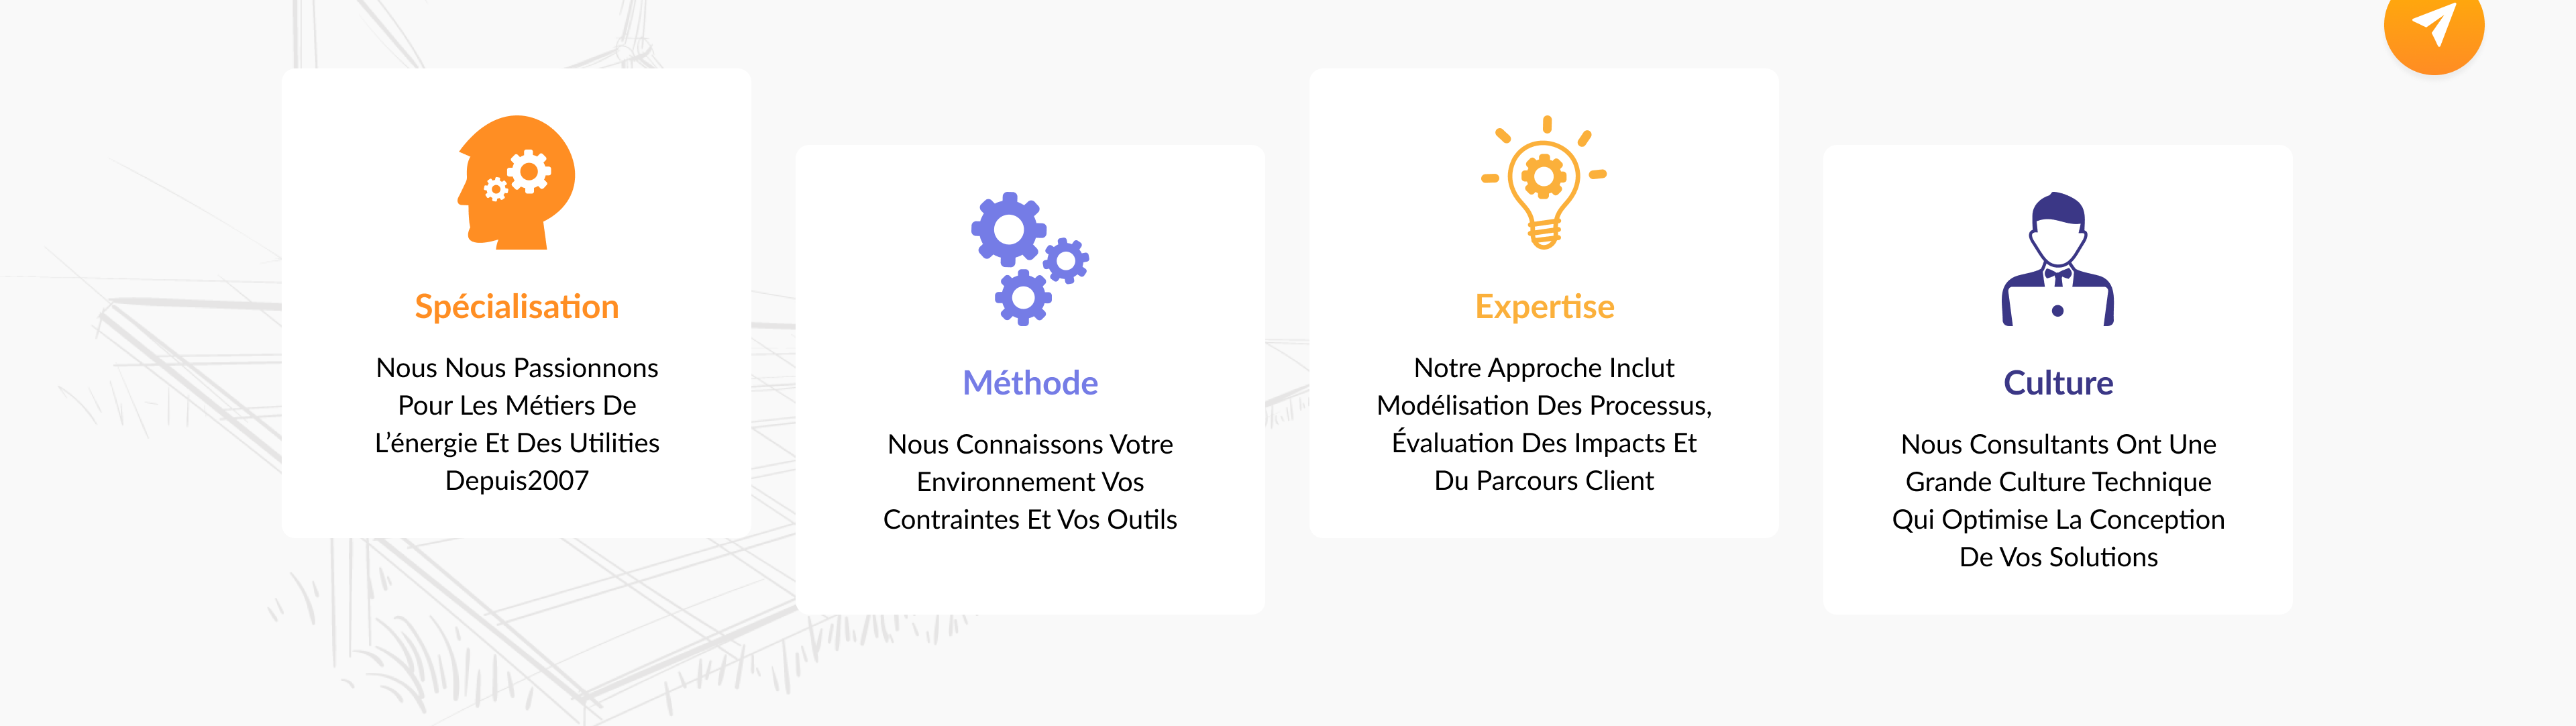 Spécialisation
Nous Nous Passionnons
Pour Les Métiers De
L’énergie Et Des Utilities
Depuis2007
Méthode
Nous Connaissons Votre
Environnement Vos
Contraintes Et Vos Outils
Expertise
Notre Approche Inclut
Modélisation Des Processus,
Évaluation Des Impacts Et
Du Parcours Client
Culture
Nous Consultants Ont Une
Grande Culture Technique
Qui Optimise La Conception
De Vos Solutions